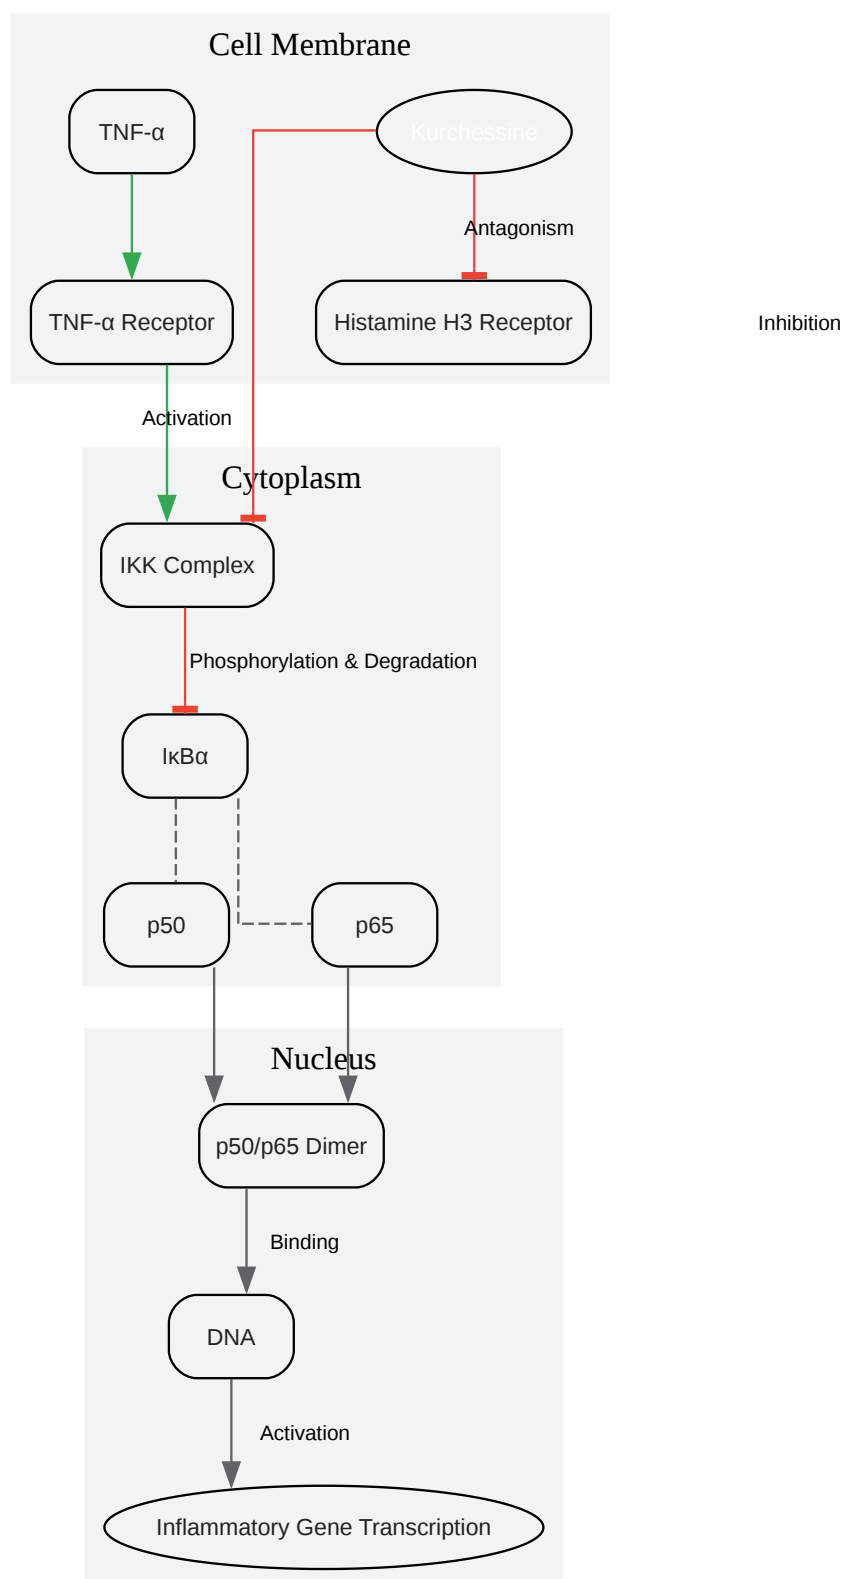 Cell Membrane
TNF-α
Kurchessine
Antagonism
TNF-α Receptor
Histamine H3 Receptor
Inhibition
Activation
Cytoplasm
IKK Complex
Phosphorylation & Degradation
IκBα
p50
p65
Nucleus
p50/p65 Dimer
Binding
DNA
Activation
Inflammatory Gene Transcription